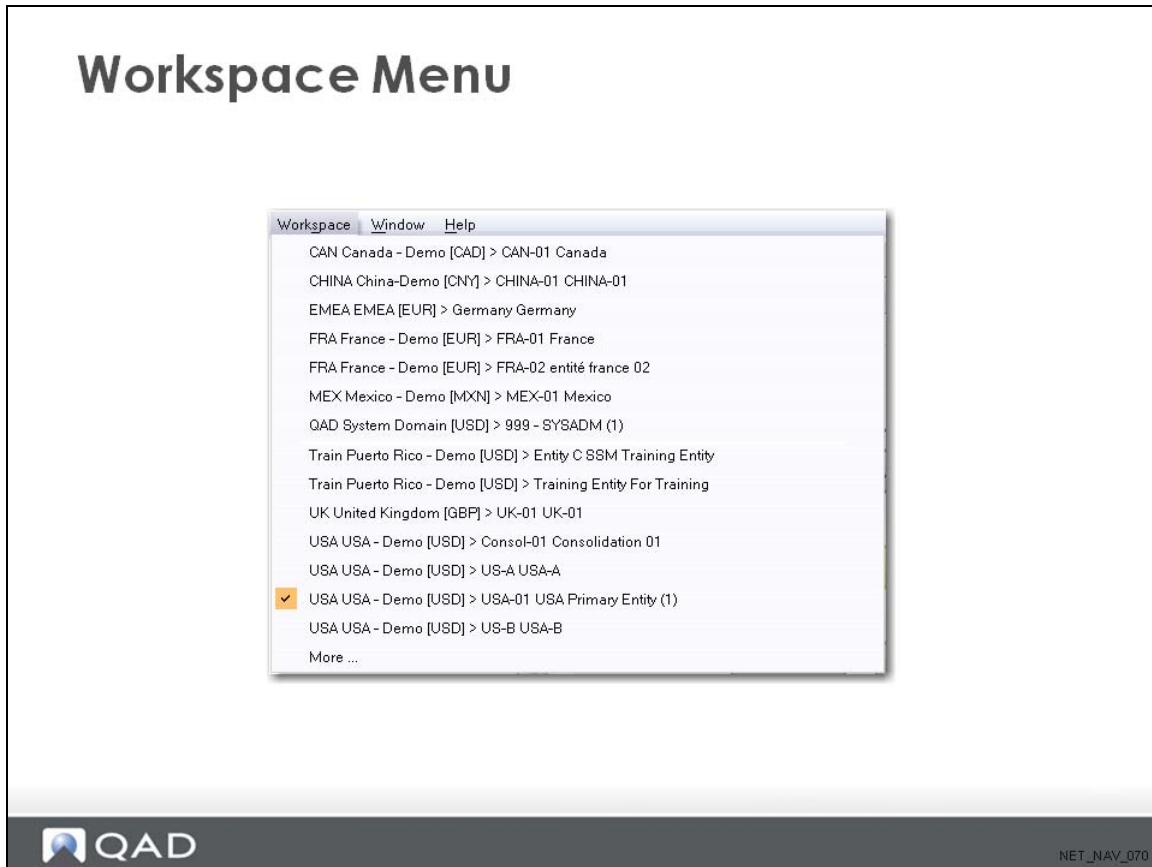 Workspace Menu
Workspace Window Help
CAN Canada - Demo [CAD] > CAN-01 Canada
CHINA China-Demo [CNY] > CHINA-01 CHINA-01
EMEA EMEA [EUR] > Germany Germany
FRA France - Demo [EUR] > FRA-01 France
FRA France - Demo [EUR] > FRA-02 entité france 02
MEX Mexico - Demo [MXN] > MEX-01 Mexico
QAD System Domain [USD] > 999 - SYSADM (1)
Train Puerto Rico - Demo [USD] > Entity C SSM Training Entity
Train Puerto Rico - Demo [USD] > Training Entity For Training
UK United Kingdom [GBP] > UK-01 UK-01
USA USA - Demo [USD] > Consol-01 Consolidation 01
USA USA - Demo [USD] > US-A USA-A
USA USA - Demo [USD] > USA-01 USA Primary Entity (1)
USA USA - Demo [USD] > US-B USA-B
More ...
QAD
NET_NAV_070